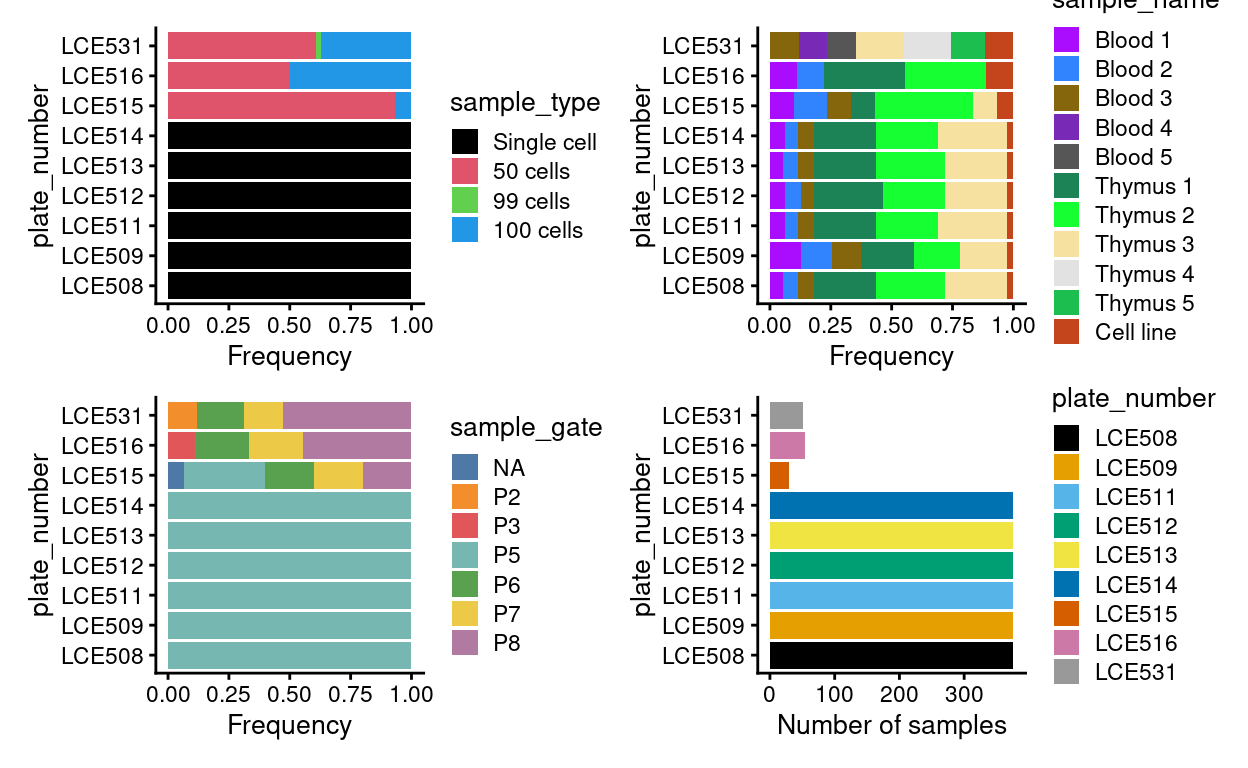 plate_number
LCE531
LCE516
LCE515
LCE514
LCE513
LCE512
LCE511
LCE509
LCE508
0.00 0.25 0.50 0.75 1.00
Frequency
sample_type
Single cell
50 cells
99 cells
100 cells
plate_number
LCE531
LCE516
LCE515
LCE514
LCE513
LCE512
LCE511
LCE509
LCE508
0.00 0.25 0.50 0.75 1.00
Frequency
sample_name
Blood 1
Blood 2
Blood 3
Blood 4
Blood 5
Thymus 1
Thymus 2
Thymus 3
Thymus 4
Thymus 5
Cell line
plate_number
LCE531
LCE516
LCE515
LCE514
LCE513
LCE512
LCE511
LCE509
LCE508
0.00 0.25 0.50 0.75 1.00
Frequency
sample_gate
NA
P2
P3
P5
P6
P7
P8
plate_number
LCE531
LCE516
LCE515
LCE514
LCE513
LCE512
LCE511
LCE509
LCE508
0 100 200 300
Number of samples
plate_number
LCE508
LCE509
LCE511
LCE512
LCE513
LCE514
LCE515
LCE516
LCE531